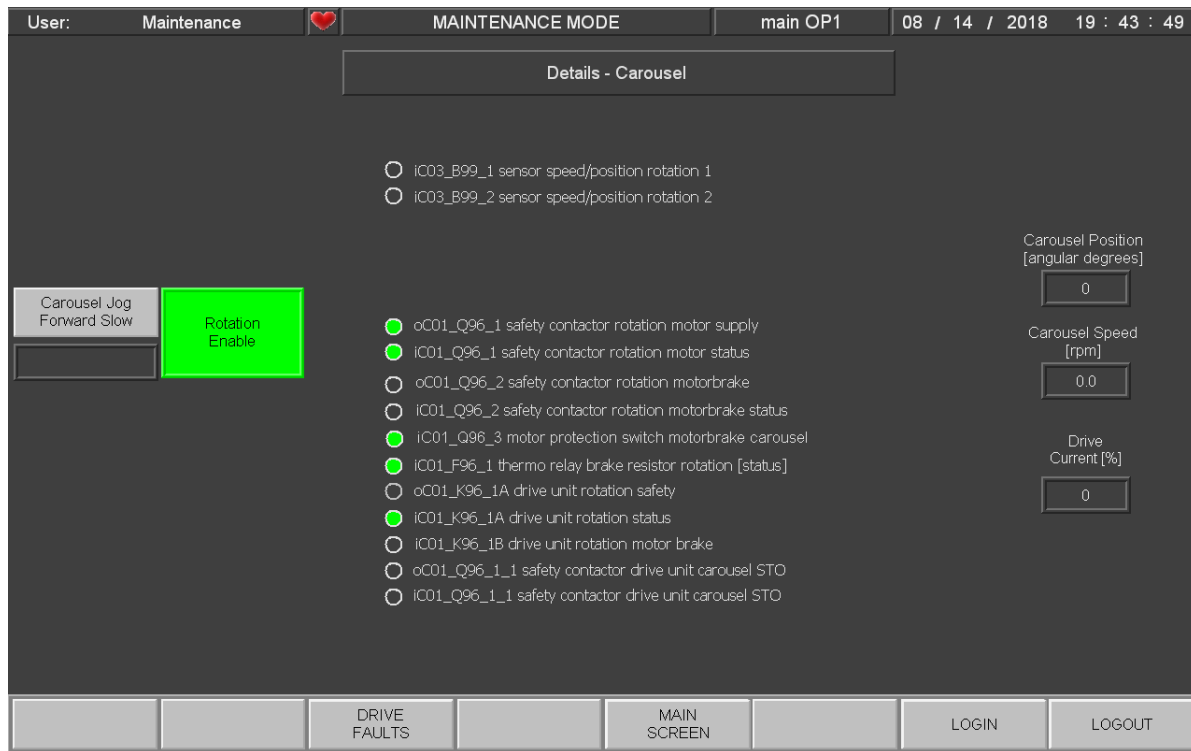 User: Maintenance MAINTENANCE MODE main OP1 08 / 14 / 2018 19 : 43 : 49
Details - Carousel
iC03_B99_1 sensor speed/position rotation 1
iC03_B99_2 sensor speed/position rotation 2
Carousel Position
[angular degrees]
0
Carousel Jog
Forward Slow
Rotation
Enable
oC01_Q96_1 safety contactor rotation motor supply
iC01_Q96_1 safety contactor rotation motor status
oC01_Q96_2 safety contactor rotation motorbrake
iC01_Q96_2 safety contactor rotation motorbrake status
iC01_Q96_3 motor protection switch motorbrake carousel
iC01_F96_1 thermo relay brake resistor rotation [status]
oC01_K96_1A drive unit rotation safety
iC01_K96_1A drive unit rotation status
iC01_K96_1B drive unit rotation motor brake
oC01_Q96_1_1 safety contactor drive unit carousel STO
iC01_Q96_1_1 safety contactor drive unit carousel STO
Carousel Speed
[rpm]
0.0
Drive
Current [%]
0
DRIVE
FAULTS
MAIN
SCREEN
LOGIN
LOGOUT